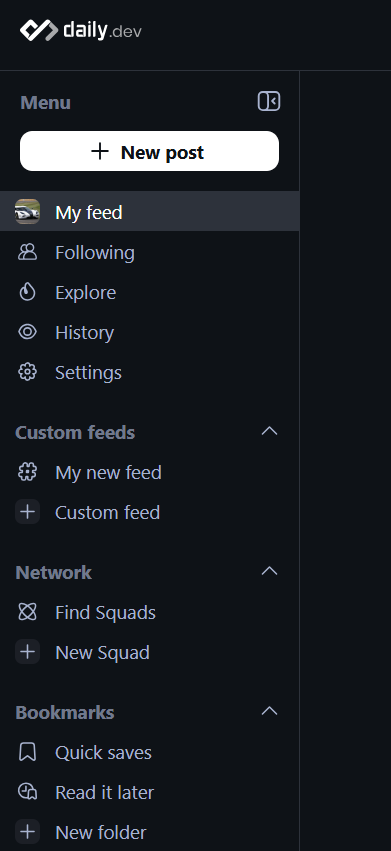 daily.dev
Menu
New post
My feed
Following
Explore
History
Settings
Custom feeds
My new feed
Custom feed
Network
Find Squads
New Squad
Bookmarks
Quick saves
Read it later
New folder